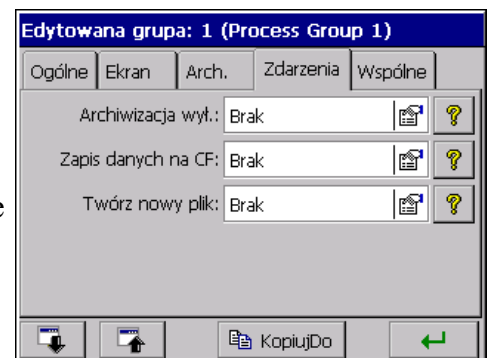 Edytowana grupa: 1 (Process Group 1)
Ogólne Ekran Arch. Zdarzenia Wspólne
Archiwizacja wył.: Brak ?
Zapis danych na CF: Brak ?
e Twórz nowy plik: Brak ?
KopiujDo